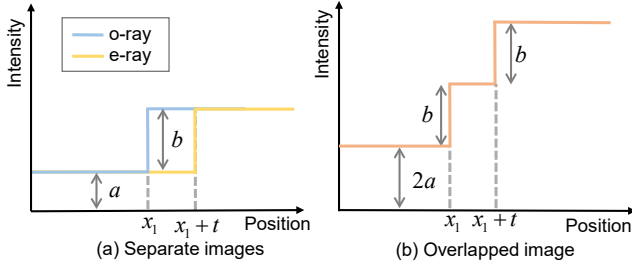 Intensity
o-ray
e-ray
b
a
x₁
x₁ + t
Position
(a) Separate images
Intensity
b
b
2a
x₁
x₁ + t
Position
(b) Overlapped image